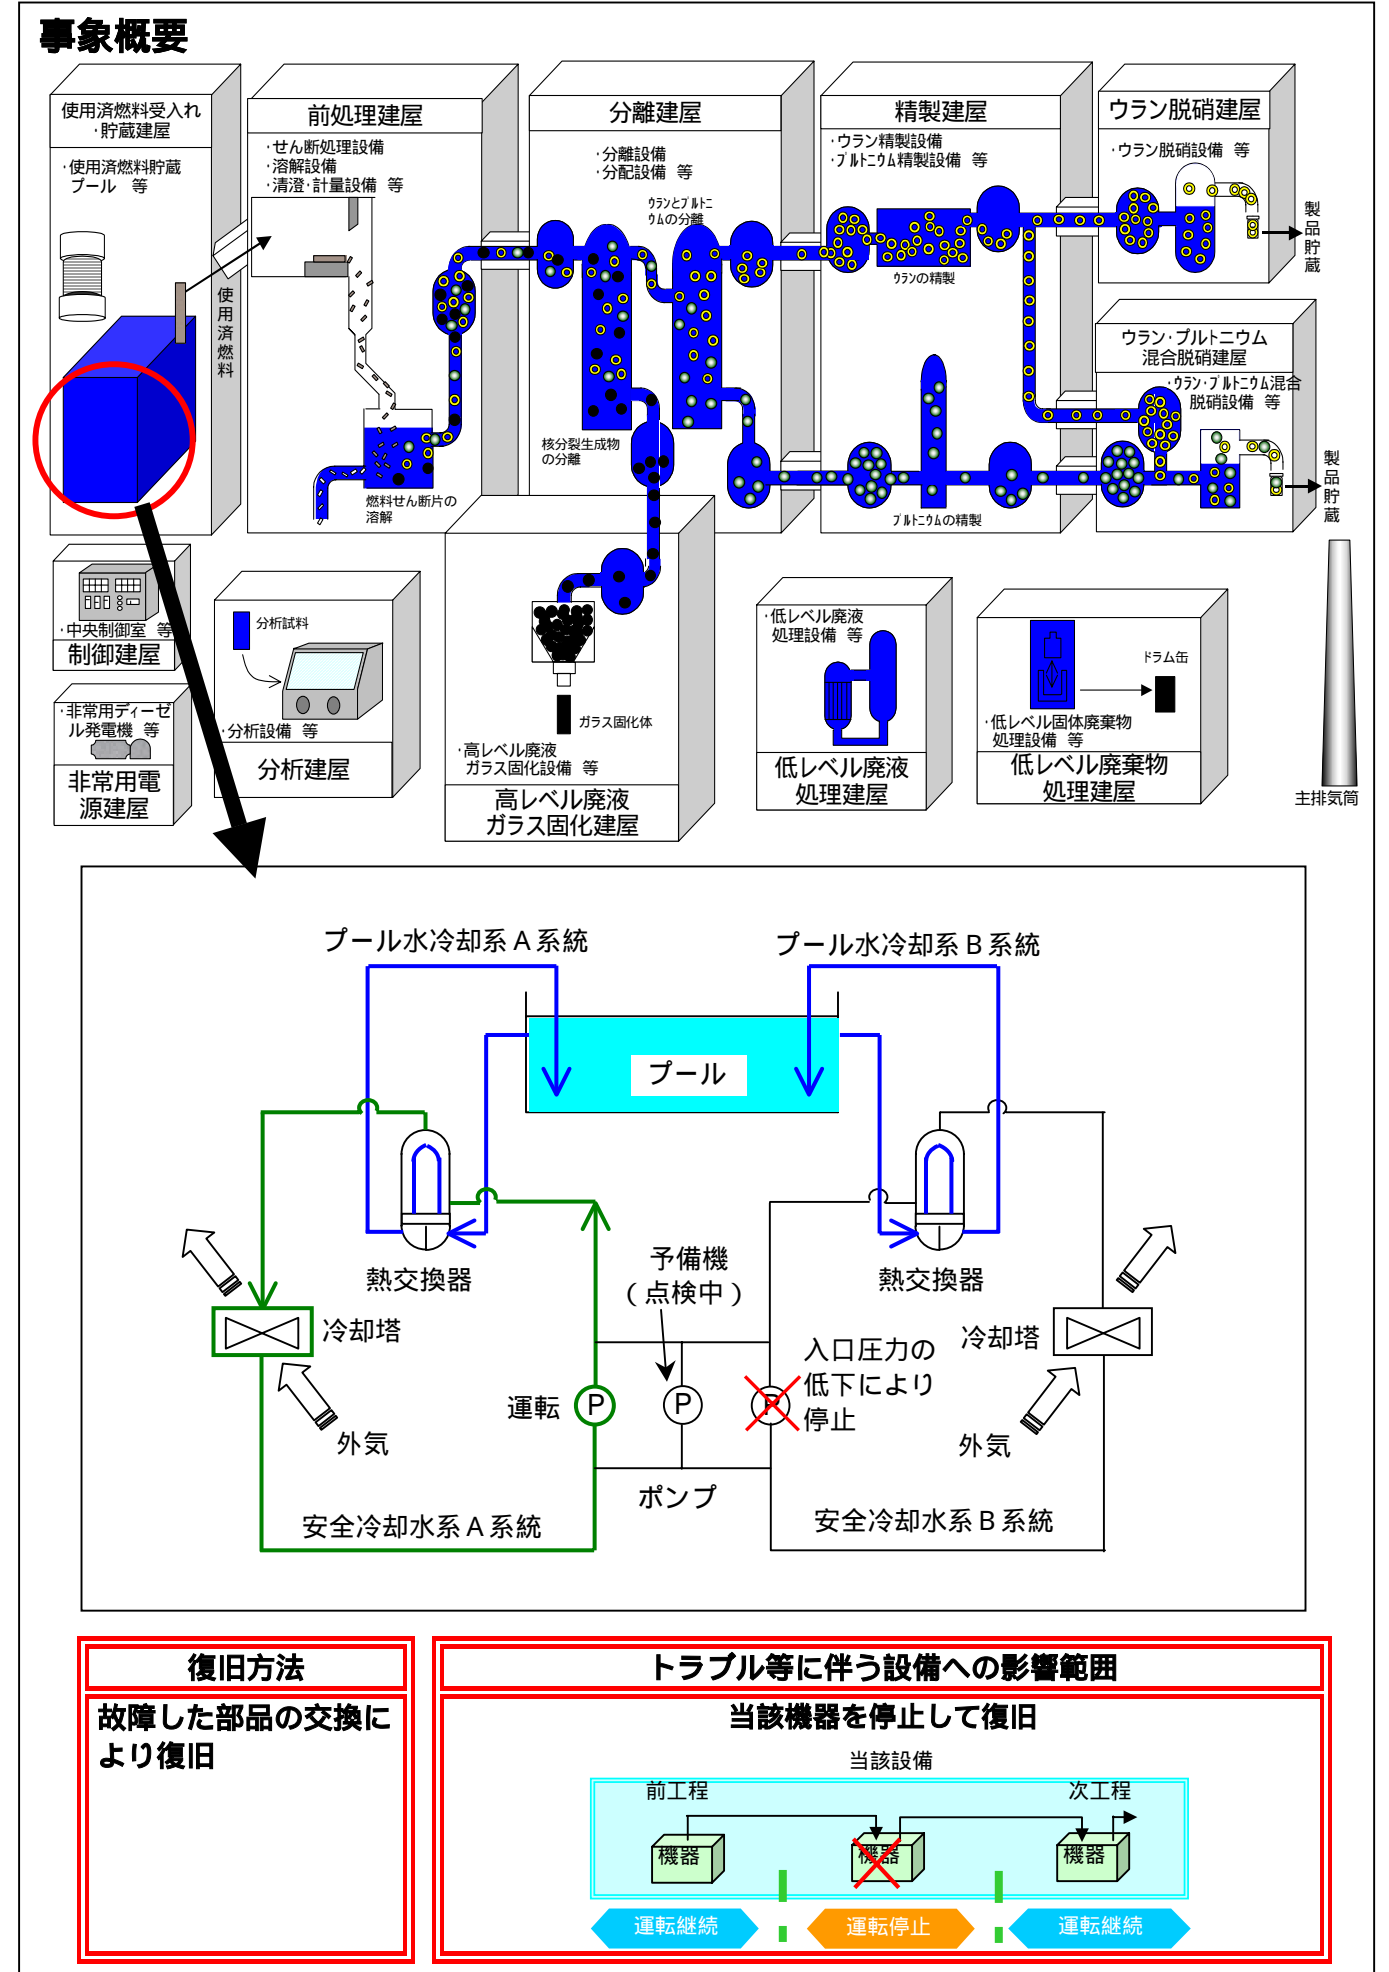 事象概要
使用済燃料受入れ
・貯蔵建屋
・使用済燃料貯蔵
プール　等
使用済燃料
前処理建屋
・せん断処理設備
・溶解設備
・清澄・計量設備　等
燃料せん断片の
溶解
分離建屋
・分離設備
・分配設備　等
ｳﾗﾝとﾌﾟﾙﾄﾆ
ｳﾑの分離
核分裂生成物
の分離
精製建屋
・ウラン精製設備
・ﾌﾟﾙﾄﾆｳﾑ精製設備　等
ｳﾗﾝの精製
ﾌﾟﾙﾄﾆｳﾑの精製
ウラン脱硝建屋
・ウラン脱硝設備　等
製品貯蔵
ウラン・プルトニウム
混合脱硝建屋
・ｳﾗﾝ・ﾌﾟﾙﾄﾆｳﾑ混合
脱硝設備　等
製品貯蔵
・中央制御室　等
制御建屋
・非常用ディーゼ
ル発電機　等
非常用電
源建屋
分析試料
・分析設備　等
分析建屋
ガラス固化体
・高レベル廃液
ガラス固化設備　等
高レベル廃液
ガラス固化建屋
・低レベル廃液
処理設備　等
低レベル廃液
処理建屋
ドラム缶
・低レベル固体廃棄物
処理設備　等
低レベル廃棄物
処理建屋
主排気筒
プール水冷却系Ａ系統
プール水冷却系Ｂ系統
プール
熱交換器
熱交換器
予備機
（点検中）
冷却塔
冷却塔
入口圧力の
低下により
停止
運転
P
P
P
外気
外気
ポンプ
安全冷却水系Ａ系統
安全冷却水系Ｂ系統
復旧方法
故障した部品の交換に
より復旧
トラブル等に伴う設備への影響範囲
当該機器を停止して復旧
当該設備
前工程
次工程
機器
機器
機器
運転継続
運転停止
運転継続